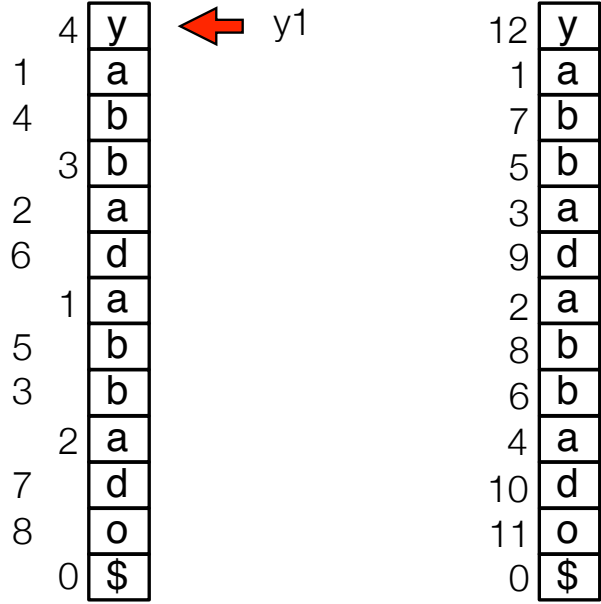 4 y y1 12 y
1 a 1 a
4 b 7 b
3 b 5 b
2 a 3 a
6 d 9 d
1 a 2 a
5 b 8 b
3 b 6 b
2 a 4 a
7 d 10 d
8 o 11 o
0 $ 0 $